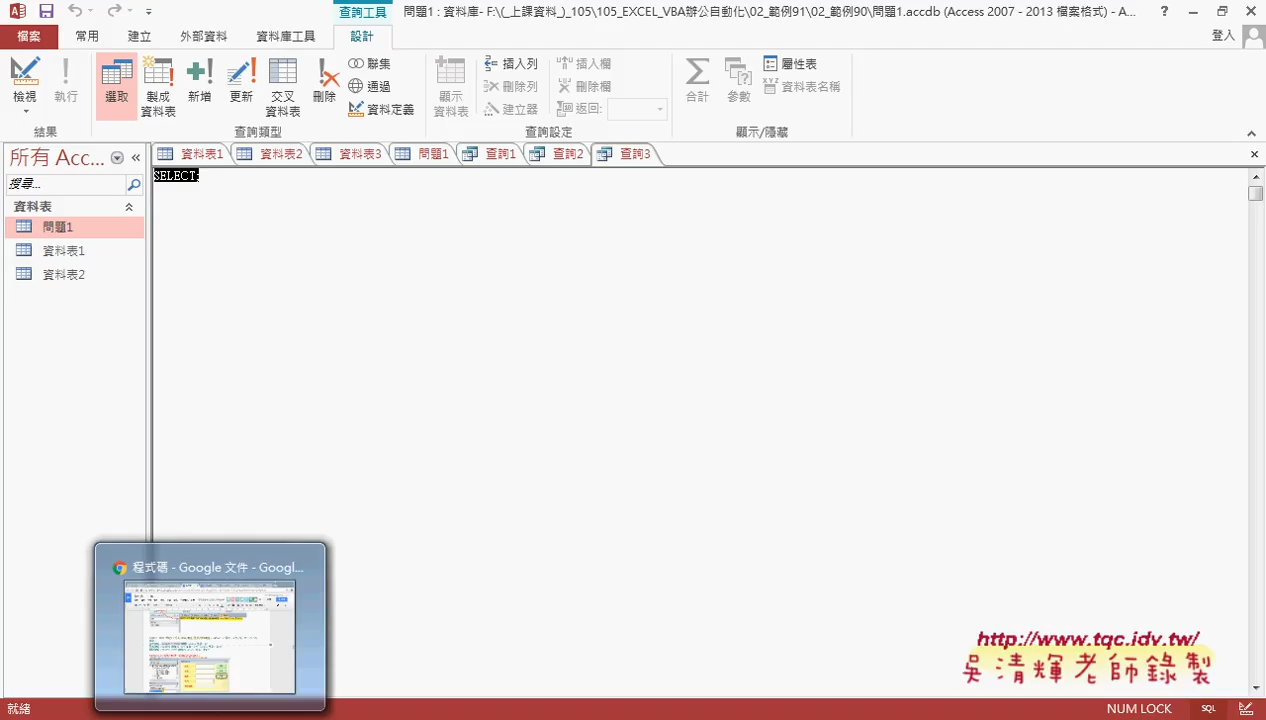 查詢工具
問題1 : 資料庫- F:\(_上課資料_)_105\105_EXCEL_VBA辦公自動化\02_範例91\02_範例90\問題1.accdb (Access 2007 - 2013 檔案格式) - A...
檔案 常用 建立 外部資料 資料庫工具 設計 登入
檢視 執行 選取 製成資料表 新增 更新 交叉資料表 刪除 聯集 通過 資料定義 顯示資料表 插入列 刪除列 建立器 插入欄 刪除欄 返回: 合計 參數 屬性表 資料表名稱
結果 查詢類型 查詢設定 顯示/隱藏
所有 Acc...
資料表1 資料表2 資料表3 問題1 查詢1 查詢2 查詢3
搜尋...
SELECT;
資料表
問題1
資料表1
資料表2
程式碼 - Google 文件 - Googl...
http://www.tqc.idv.tw/
吳清輝老師錄製
就緒 NUM LOCK SQL